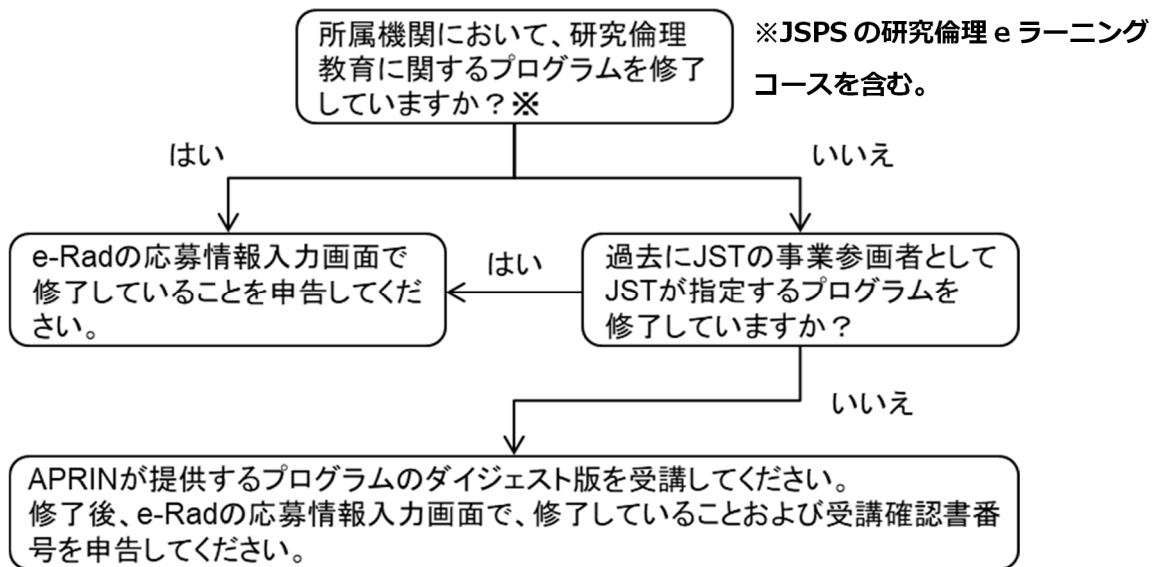 所属機関において、研究倫理
教育に関するプログラムを修了
していますか？※
※JSPS の研究倫理 e ラーニング
コースを含む。
はい
いいえ
e-Radの応募情報入力画面で
修了していることを申告してくだ
さい。
はい
過去にJSTの事業参画者として
JSTが指定するプログラムを
修了していますか？
いいえ
APRINが提供するプログラムのダイジェスト版を受講してください。
修了後、e-Radの応募情報入力画面で、修了していることおよび受講確認書番
号を申告してください。